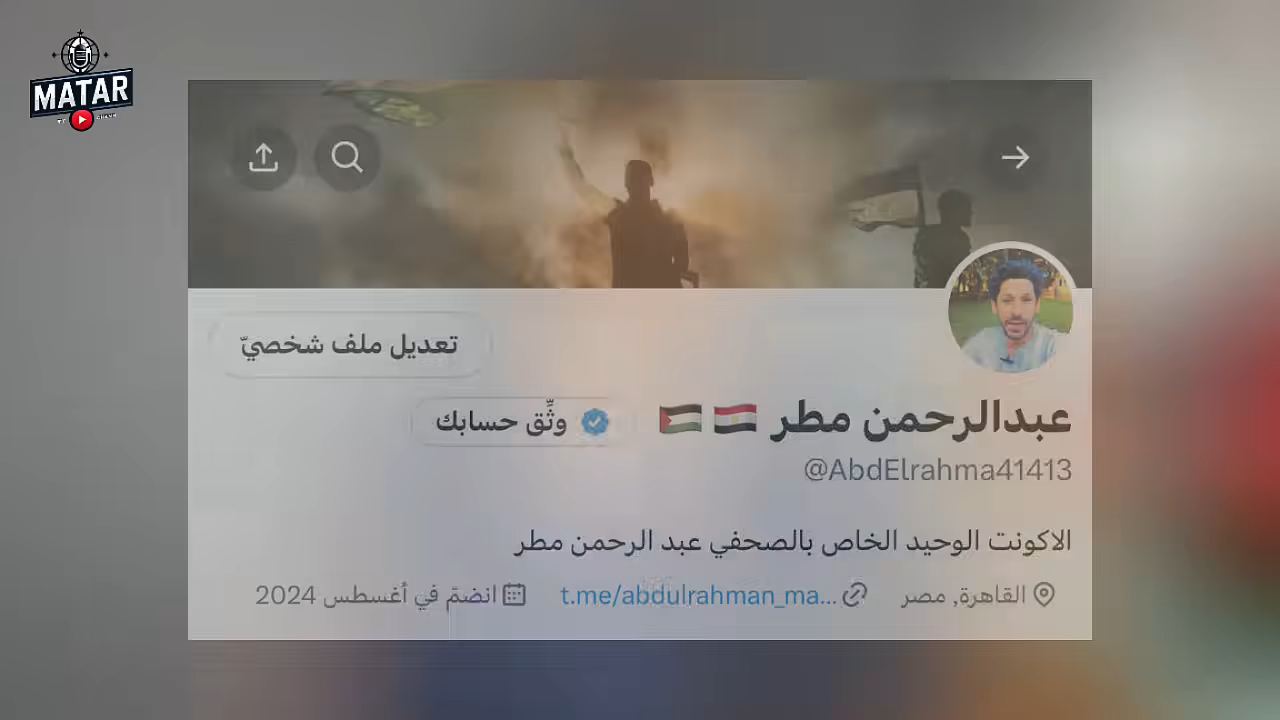 MATAR
تعديل ملف شخصيّ
عبدالرحمن مطر 🇪🇬 🇵🇸
وثِّق حسابك
@AbdElrahma41413
الاكونت الوحيد الخاص بالصحفي عبد الرحمن مطر
القاهرة, مصر
t.me/abdulrahman_ma...
انضمّ في أغسطس 2024